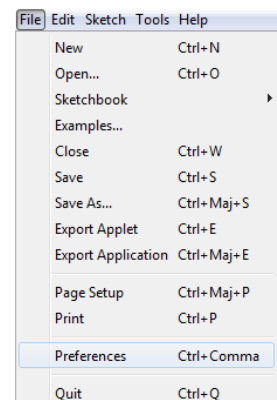 File Edit Sketch Tools Help
New Ctrl+N
Open... Ctrl+O
Sketchbook
Examples...
Close Ctrl+W
Save Ctrl+S
Save As... Ctrl+Maj+S
Export Applet Ctrl+E
Export Application Ctrl+Maj+E
Page Setup Ctrl+Maj+P
Print Ctrl+P
Preferences Ctrl+Comma
Quit Ctrl+Q